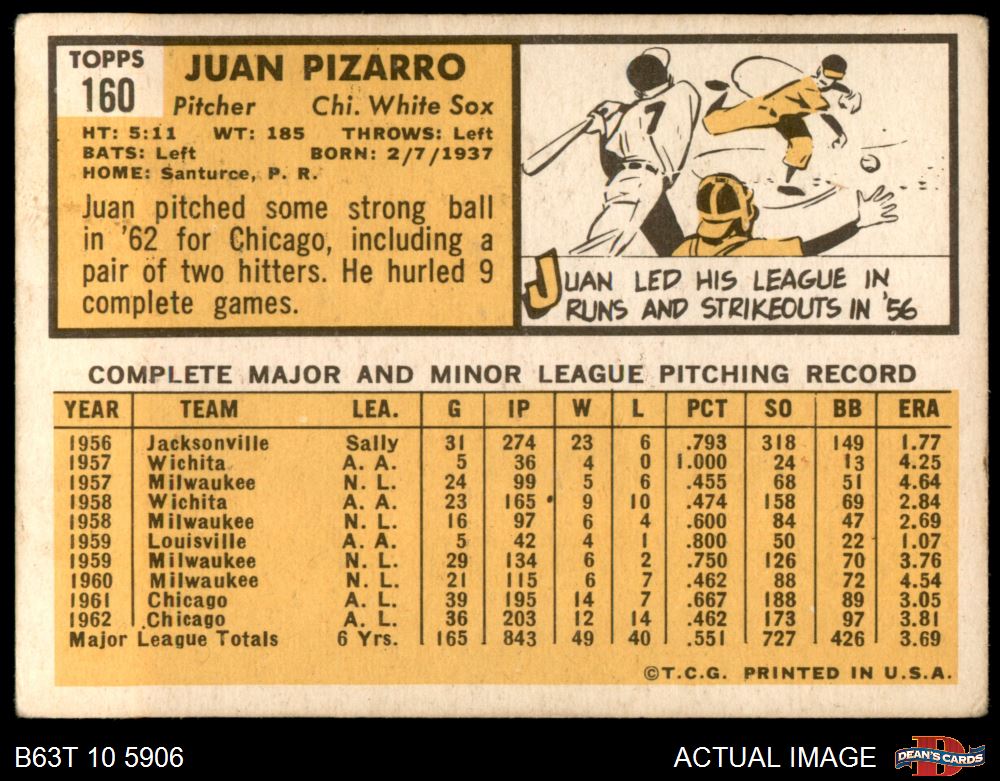 TOPPS
160
JUAN PIZARRO
Pitcher Chi. White Sox
HT: 5:11 WT: 185 THROWS: Left
BATS: Left BORN: 2/7/1937
HOME: Santurce, P. R.
Juan pitched some strong ball
in '62 for Chicago, including a
pair of two hitters. He hurled 9
complete games.
7
JUAN LED HIS LEAGUE IN
RUNS AND STRIKEOUTS IN '56
COMPLETE MAJOR AND MINOR LEAGUE PITCHING RECORD
YEAR TEAM LEA. G IP W L PCT SO BB ERA
1956 Jacksonville Sally 31 274 23 6 .793 318 149 1.77
1957 Wichita A. A. 5 36 4 0 1.000 24 13 4.25
1957 Milwaukee N. L. 24 99 5 6 .455 68 51 4.64
1958 Wichita A. A. 23 165 9 10 .474 158 69 2.84
1958 Milwaukee N. L. 16 97 6 4 .600 84 47 2.69
1959 Louisville A. A. 5 42 4 1 .800 50 22 1.07
1959 Milwaukee N. L. 29 134 6 2 .750 126 70 3.76
1960 Milwaukee N. L. 21 115 6 7 .462 88 72 4.54
1961 Chicago A. L. 39 195 14 7 .667 188 89 3.05
1962 Chicago A. L. 36 203 12 14 .462 173 97 3.81
Major League Totals 6 Yrs. 165 843 49 40 .551 727 426 3.69
©T.C.G. PRINTED IN U.S.A.
B63T 10 5906 ACTUAL IMAGE
D
DEAN'S CARDS